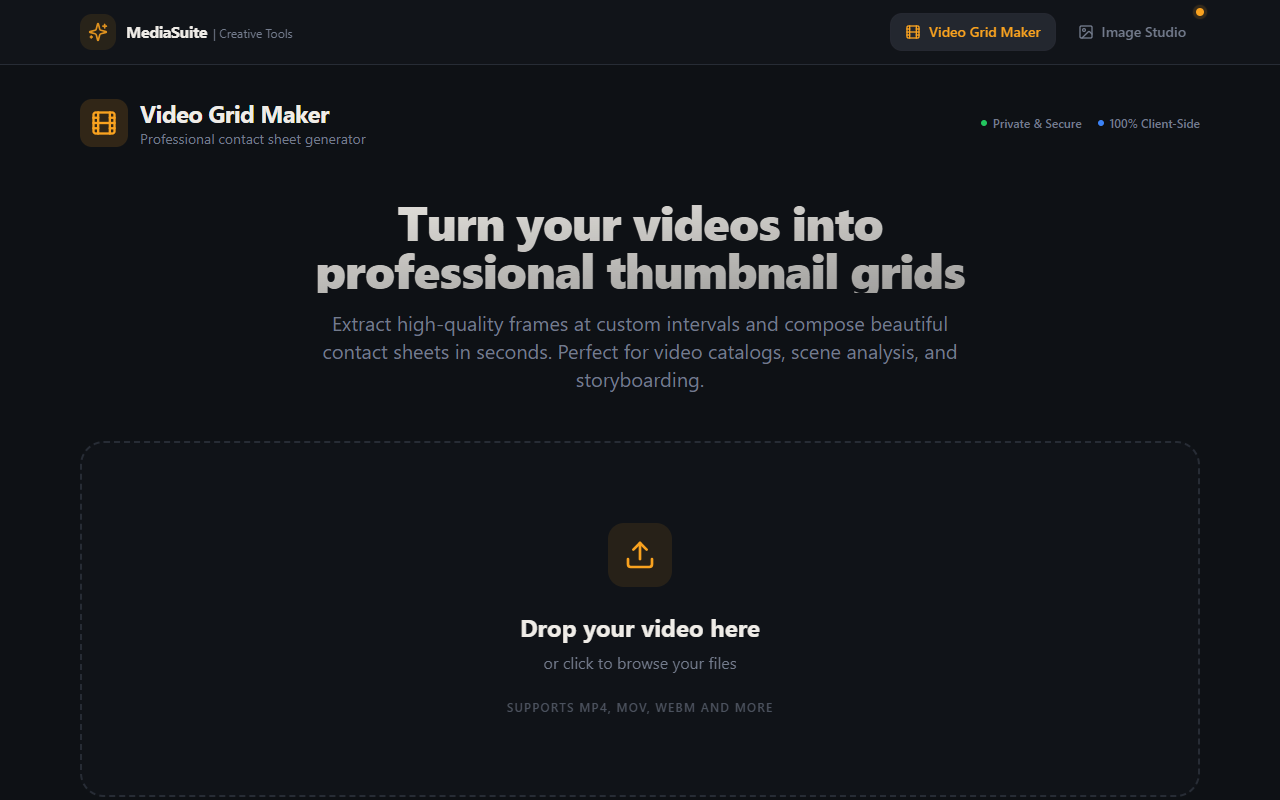 MediaSuite | Creative Tools
Video Grid Maker
Image Studio
Video Grid Maker
Professional contact sheet generator
Private & Secure
100% Client-Side
Turn your videos into
professional thumbnail grids
Extract high-quality frames at custom intervals and compose beautiful
contact sheets in seconds. Perfect for video catalogs, scene analysis, and
storyboarding.
Drop your video here
or click to browse your files
SUPPORTS MP4, MOV, WEBM AND MORE